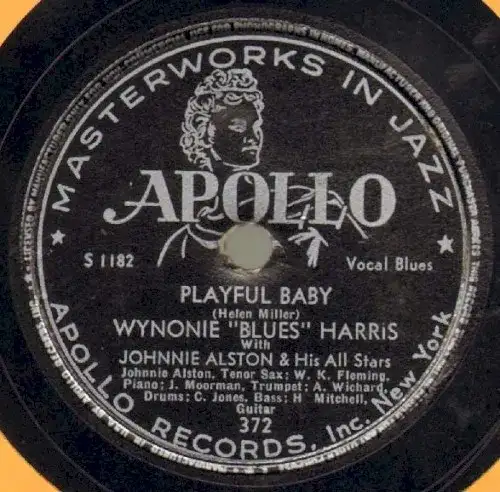 MASTERWORKS IN JAZZ
APOLLO
S 1182
Vocal Blues
PLAYFUL BABY
(Helen Miller)
WYNONIE "BLUES" HARRIS
With
JOHNNIE ALSTON & His All Stars
Johnnie Alston, Tenor Sax; W. K. Fleming,
Piano; J. Moorman, Trumpet; A. Wichard,
Drums; C. Jones, Bass; H Mitchell,
Guitar
372
APOLLO RECORDS, Inc. New York